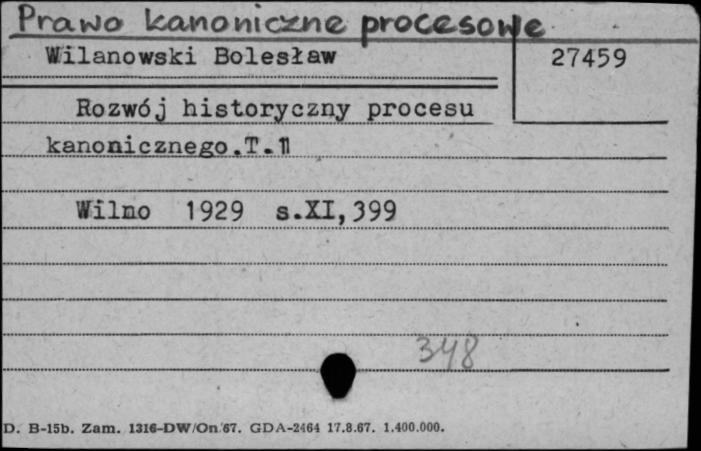 Prawo kanoniczne procesowe
Wilanowski Bolesław 27459
Rozwój historyczny procesu
kanonicznego.T.1
Wilno 1929 s.XI,399
348
D. B-15b. Zam. 1316-DW/On.67. GDA-2464 17.8.67. 1.400.000.